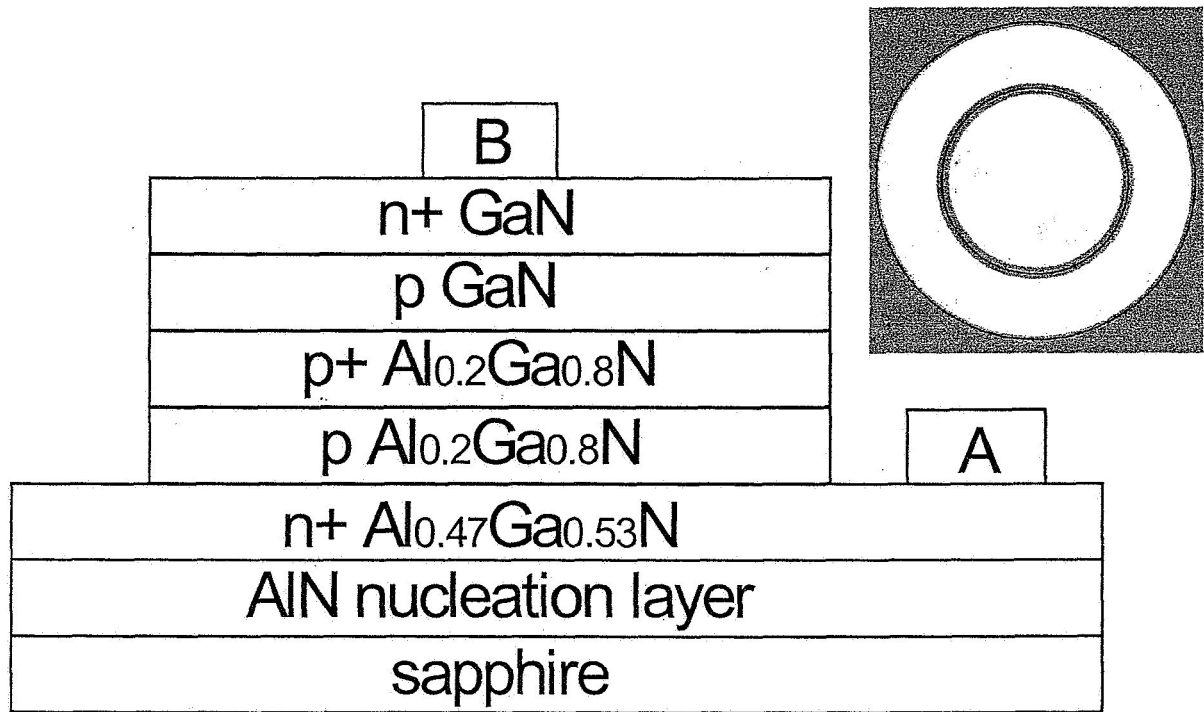 B
n+ GaN
p GaN
p+ Al0.2Ga0.8N
p Al0.2Ga0.8N
A
n+ Al0.47Ga0.53N
AlN nucleation layer
sapphire